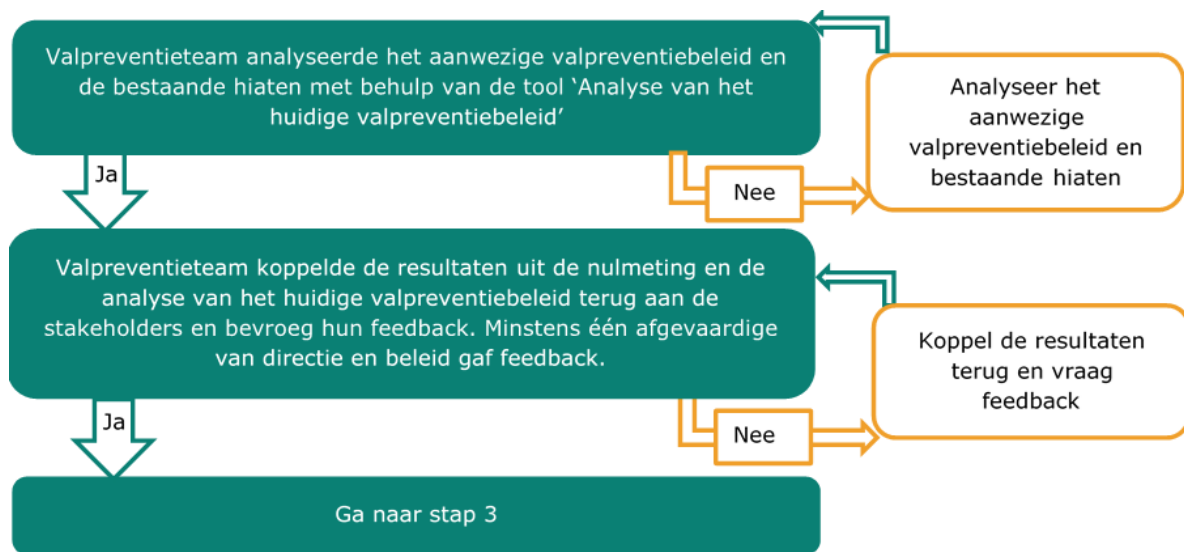 Valpreventieteam analyseerde het aanwezige valpreventiebeleid en
de bestaande hiaten met behulp van de tool ‘Analyse van het
huidige valpreventiebeleid’
Analyseer het
aanwezige
valpreventiebeleid en
bestaande hiaten
Ja
Nee
Valpreventieteam koppelde de resultaten uit de nulmeting en de
analyse van het huidige valpreventiebeleid terug aan de
stakeholders en bevroeg hun feedback. Minstens één afgevaardigde
van directie en beleid gaf feedback.
Koppel de resultaten
terug en vraag
feedback
Ja
Nee
Ga naar stap 3